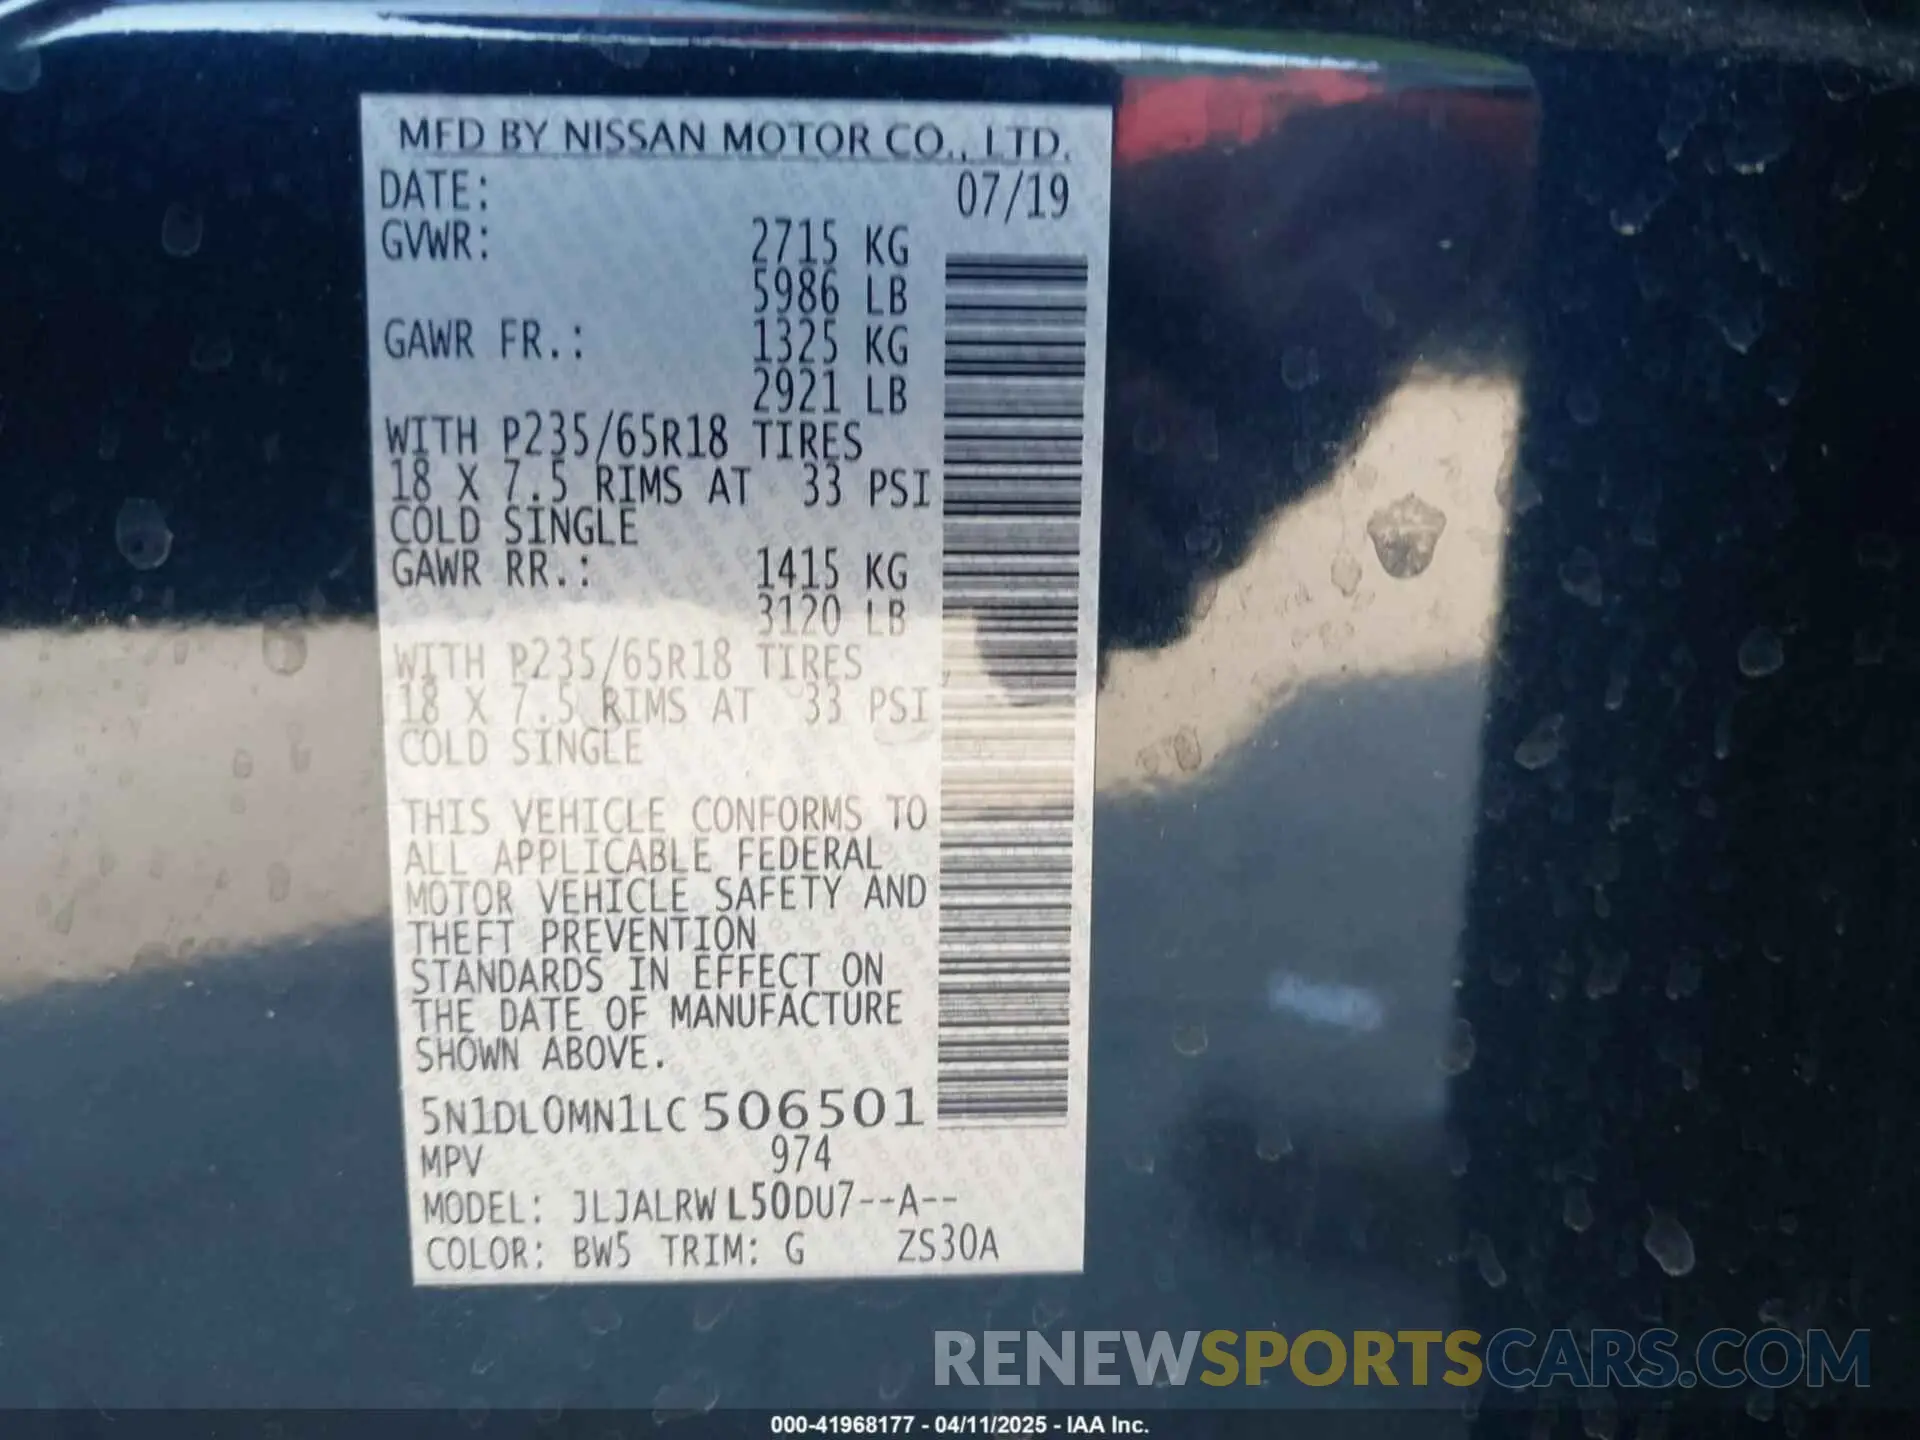 MFD BY NISSAN MOTOR CO., LTD.
DATE: 07/19
GVWR: 2715 KG
5986 LB
GAWR FR.: 1325 KG
2921 LB
WITH P235/65R18 TIRES
18 X 7.5 RIMS AT 33 PSI
COLD SINGLE
GAWR RR.: 1415 KG
3120 LB
WITH P235/65R18 TIRES
18 X 7.5 RIMS AT 33 PSI
COLD SINGLE
THIS VEHICLE CONFORMS TO
ALL APPLICABLE FEDERAL
MOTOR VEHICLE SAFETY AND
THEFT PREVENTION
STANDARDS IN EFFECT ON
THE DATE OF MANUFACTURE
SHOWN ABOVE.
5N1DL0MN1LC506501
MPV 974
MODEL: JLJALRWL50DU7--A--
COLOR: BW5 TRIM: G ZS30A
RENEWSPORTSCARS.COM
000-41968177 - 04/11/2025 - IAA Inc.